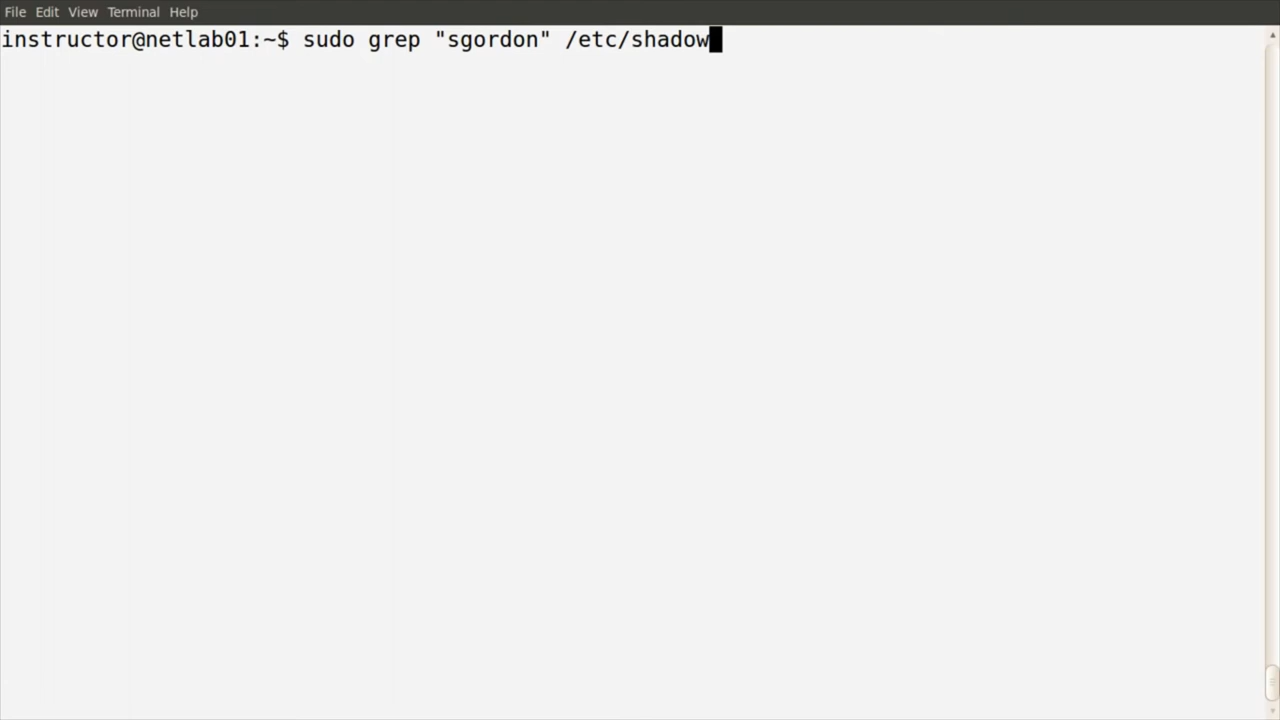 File Edit View Terminal Help
instructor@netlab01:~$ sudo grep "sgordon" /etc/shadow